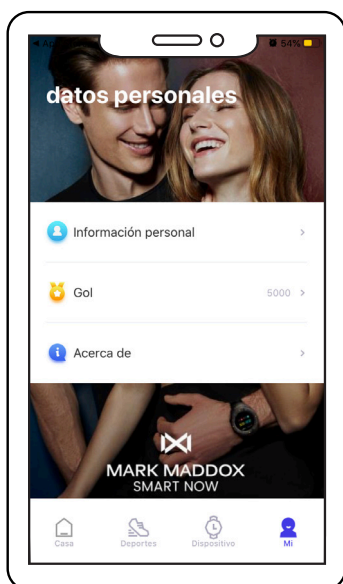 54%
datos personales
Información personal
Gol 5000 >
Acerca de
MARK MADDOX
SMART NOW
Casa Deportes Dispositivo Mi